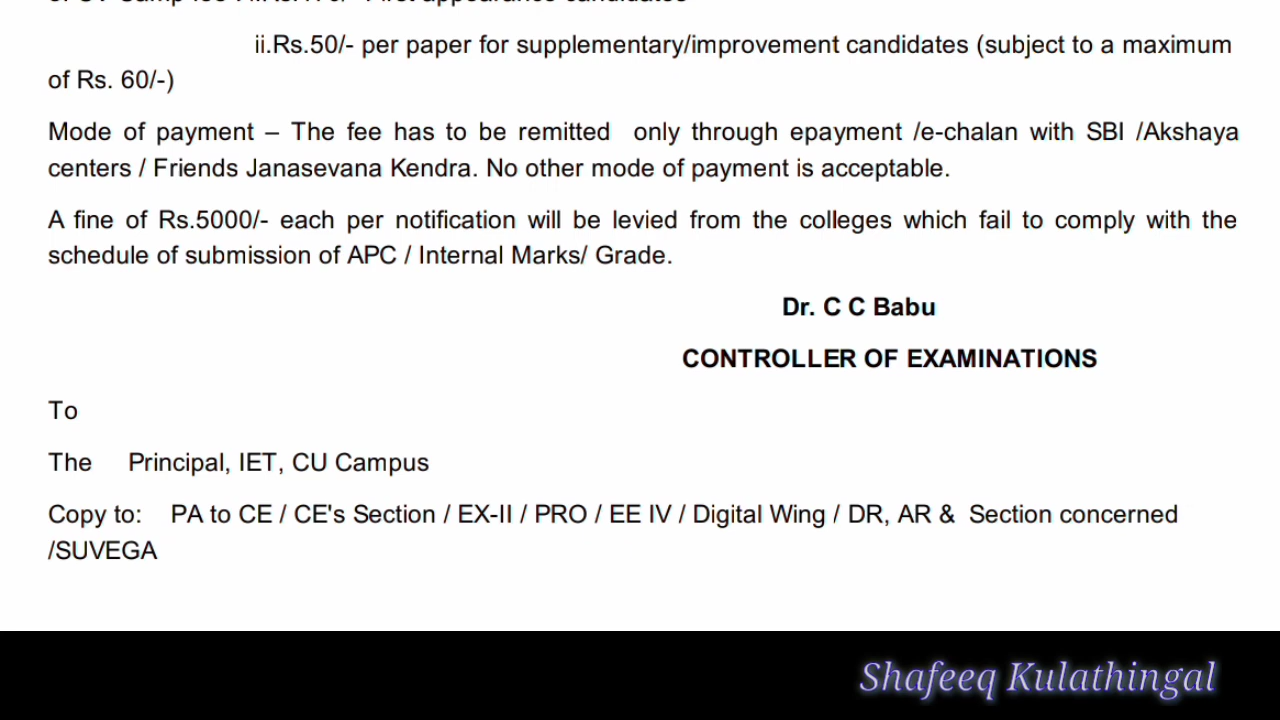 ii.Rs.50/- per paper for supplementary/improvement candidates (subject to a maximum
of Rs. 60/-)
Mode of payment – The fee has to be remitted only through epayment /e-chalan with SBI /Akshaya
centers / Friends Janasevana Kendra. No other mode of payment is acceptable.
A fine of Rs.5000/- each per notification will be levied from the colleges which fail to comply with the
schedule of submission of APC / Internal Marks/ Grade.
Dr. C C Babu
CONTROLLER OF EXAMINATIONS
To
The Principal, IET, CU Campus
Copy to: PA to CE / CE's Section / EX-II / PRO / EE IV / Digital Wing / DR, AR & Section concerned
/SUVEGA
Shafeeq Kulathingal